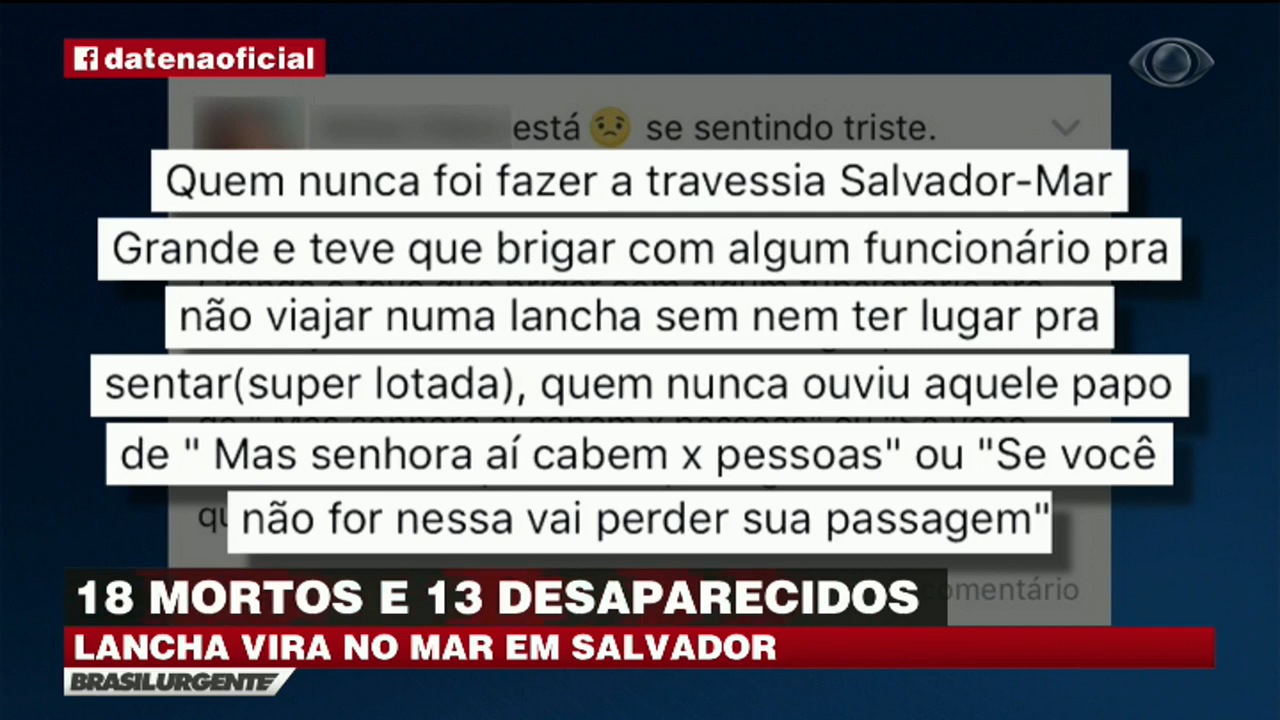 datenaoficial
está 😟 se sentindo triste.
Quem nunca foi fazer a travessia Salvador-Mar
Grande e teve que brigar com algum funcionário pra
não viajar numa lancha sem nem ter lugar pra
sentar(super lotada), quem nunca ouviu aquele papo
de " Mas senhora aí cabem x pessoas" ou "Se você
não for nessa vai perder sua passagem"
comentário
18 MORTOS E 13 DESAPARECIDOS
LANCHA VIRA NO MAR EM SALVADOR
BRASILURGENTE